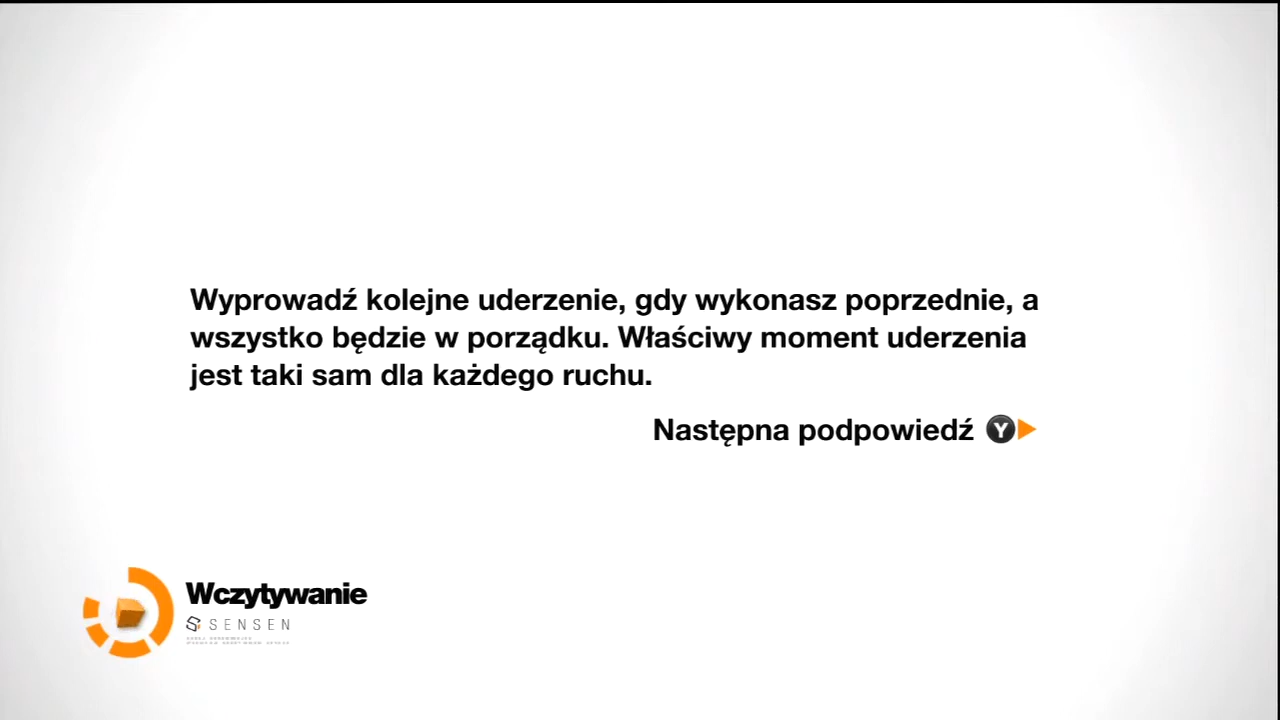 Wyprowadź kolejne uderzenie, gdy wykonasz poprzednie, a
wszystko będzie w porządku. Właściwy moment uderzenia
jest taki sam dla każdego ruchu.
Następna podpowiedź Y
Wczytywanie
SENSEN